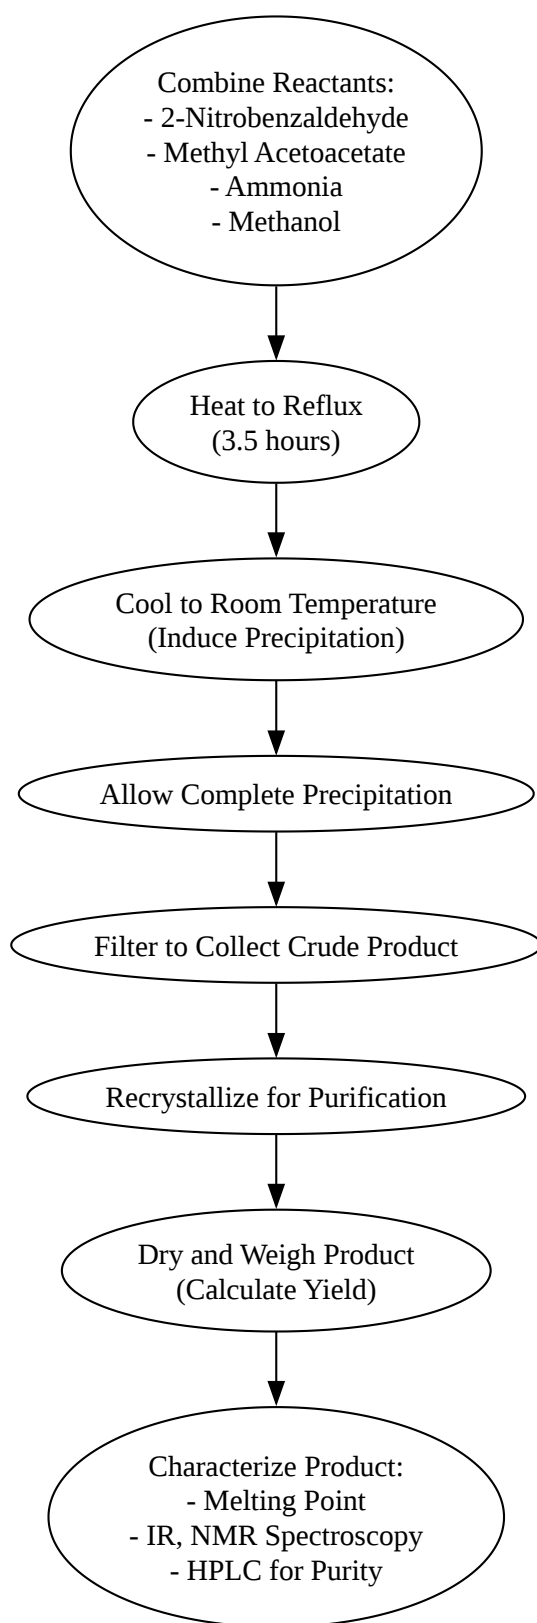 Combine Reactants:
- 2-Nitrobenzaldehyde
- Methyl Acetoacetate
- Ammonia
- Methanol
Heat to Reflux
(3.5 hours)
Cool to Room Temperature
(Induce Precipitation)
Allow Complete Precipitation
Filter to Collect Crude Product
Recrystallize for Purification
Dry and Weigh Product
(Calculate Yield)
Characterize Product:
- Melting Point
- IR, NMR Spectroscopy
- HPLC for Purity